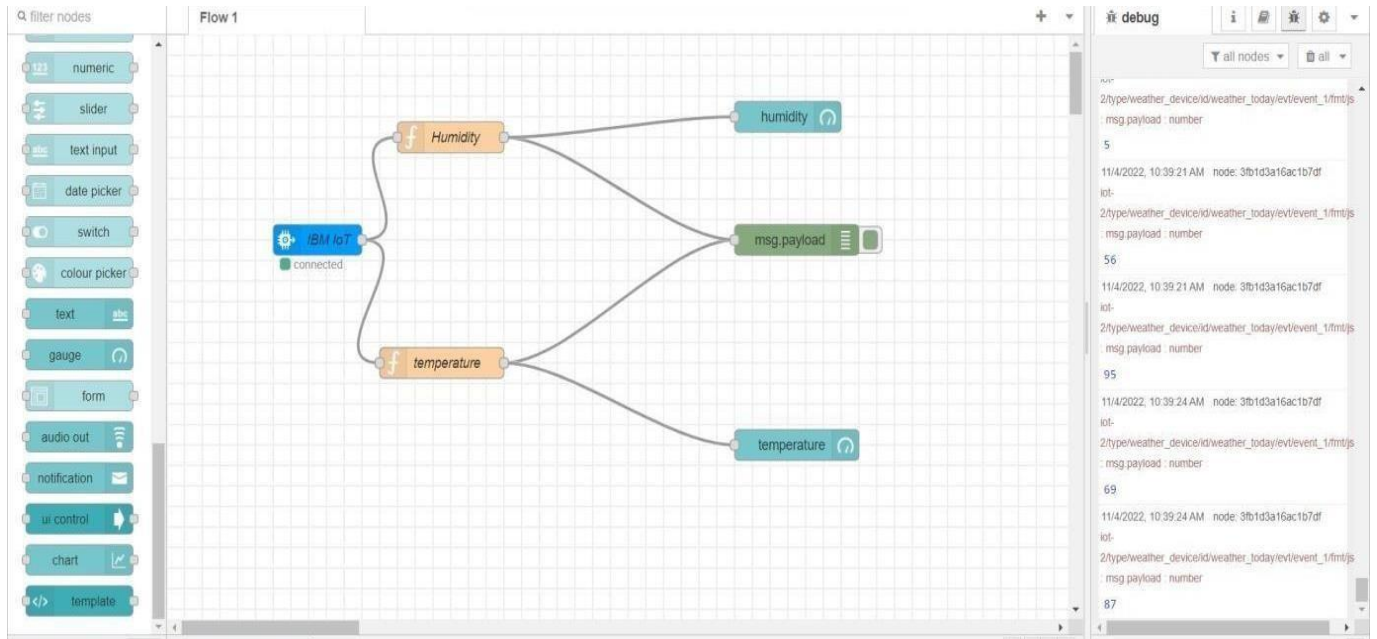 filter nodes
numeric
slider
text input
date picker
switch
colour picker
text
gauge
form
audio out
notification
ui control
chart
template
Flow 1
IBM IoT
connected
Humidity
temperature
humidity
msg.payload
temperature
debug
all nodes
all
2/type/weather_device/id/weather_today/evt/event_1/fmt/js
: msg.payload : number
5
11/4/2022, 10:39:21 AM node: 3fb1d3a16ac1b7df
iot-
2/type/weather_device/id/weather_today/evt/event_1/fmt/js
: msg.payload : number
56
11/4/2022, 10:39:21 AM node: 3fb1d3a16ac1b7df
iot-
2/type/weather_device/id/weather_today/evt/event_1/fmt/js
: msg.payload : number
95
11/4/2022, 10:39:24 AM node: 3fb1d3a16ac1b7df
iot-
2/type/weather_device/id/weather_today/evt/event_1/fmt/js
: msg.payload : number
69
11/4/2022, 10:39:24 AM node: 3fb1d3a16ac1b7df
iot-
2/type/weather_device/id/weather_today/evt/event_1/fmt/js
: msg.payload : number
87